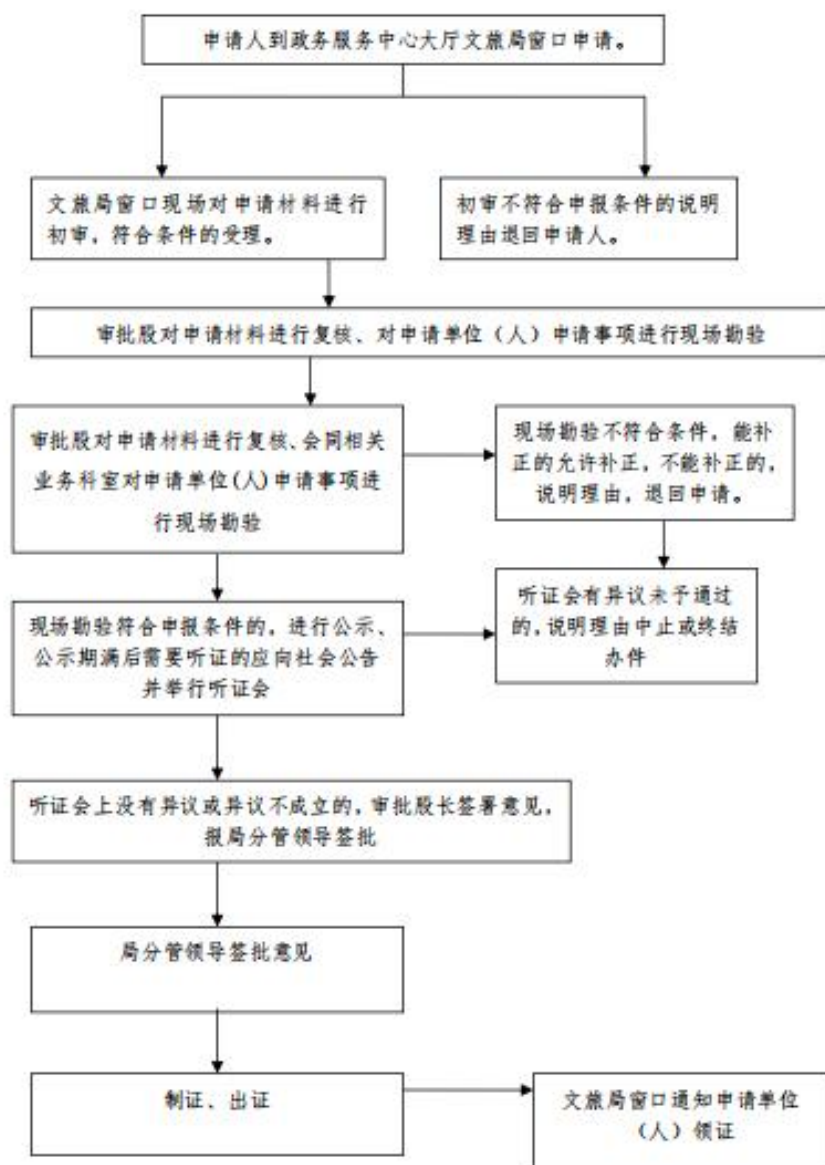 申请人到政务服务中心大厅文旅局窗口申请。
文旅局窗口现场对申请材料进行
初审，符合条件的受理。
初审不符合申报条件的说明
理由退回申请人。
审批股对申请材料进行复核、对申请单位（人）申请事项进行现场勘验
审批股对申请材料进行复核、会同相关
业务科室对申请单位(人)申请事项进
行现场勘验
现场勘验不符合条件，能补
正的允许补正，不能补正的，
说明理由，退回申请。
现场勘验符合申报条件的，进行公示、
公示期满后需要听证的应向社会公告
并举行听证会
听证会有异议未予通过
的，说明理由中止或终结
办件
听证会上没有异议或异议不成立的，审批股长签署意见，
报局分管领导签批
局分管领导签批意见
制证、出证
文旅局窗口通知申请单位
（人）领证